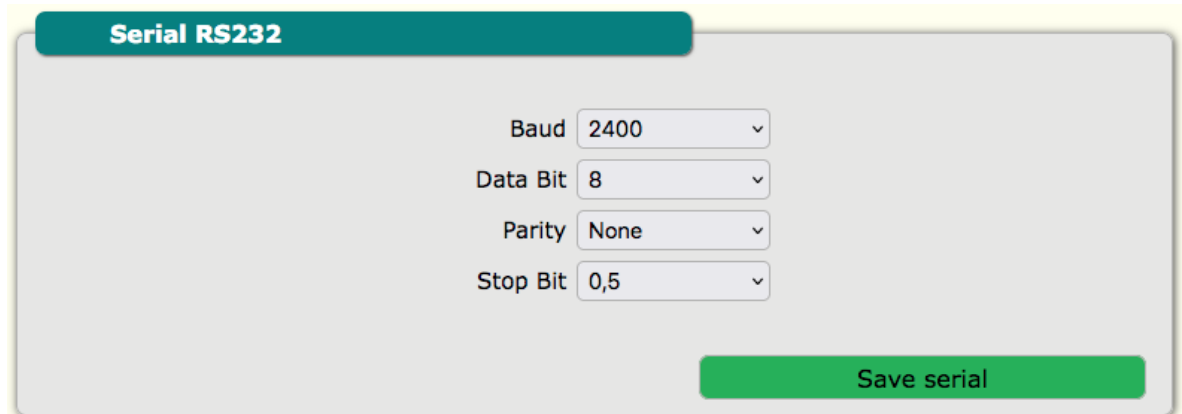 Serial RS232
Baud 2400
Data Bit 8
Parity None
Stop Bit 0,5
Save serial